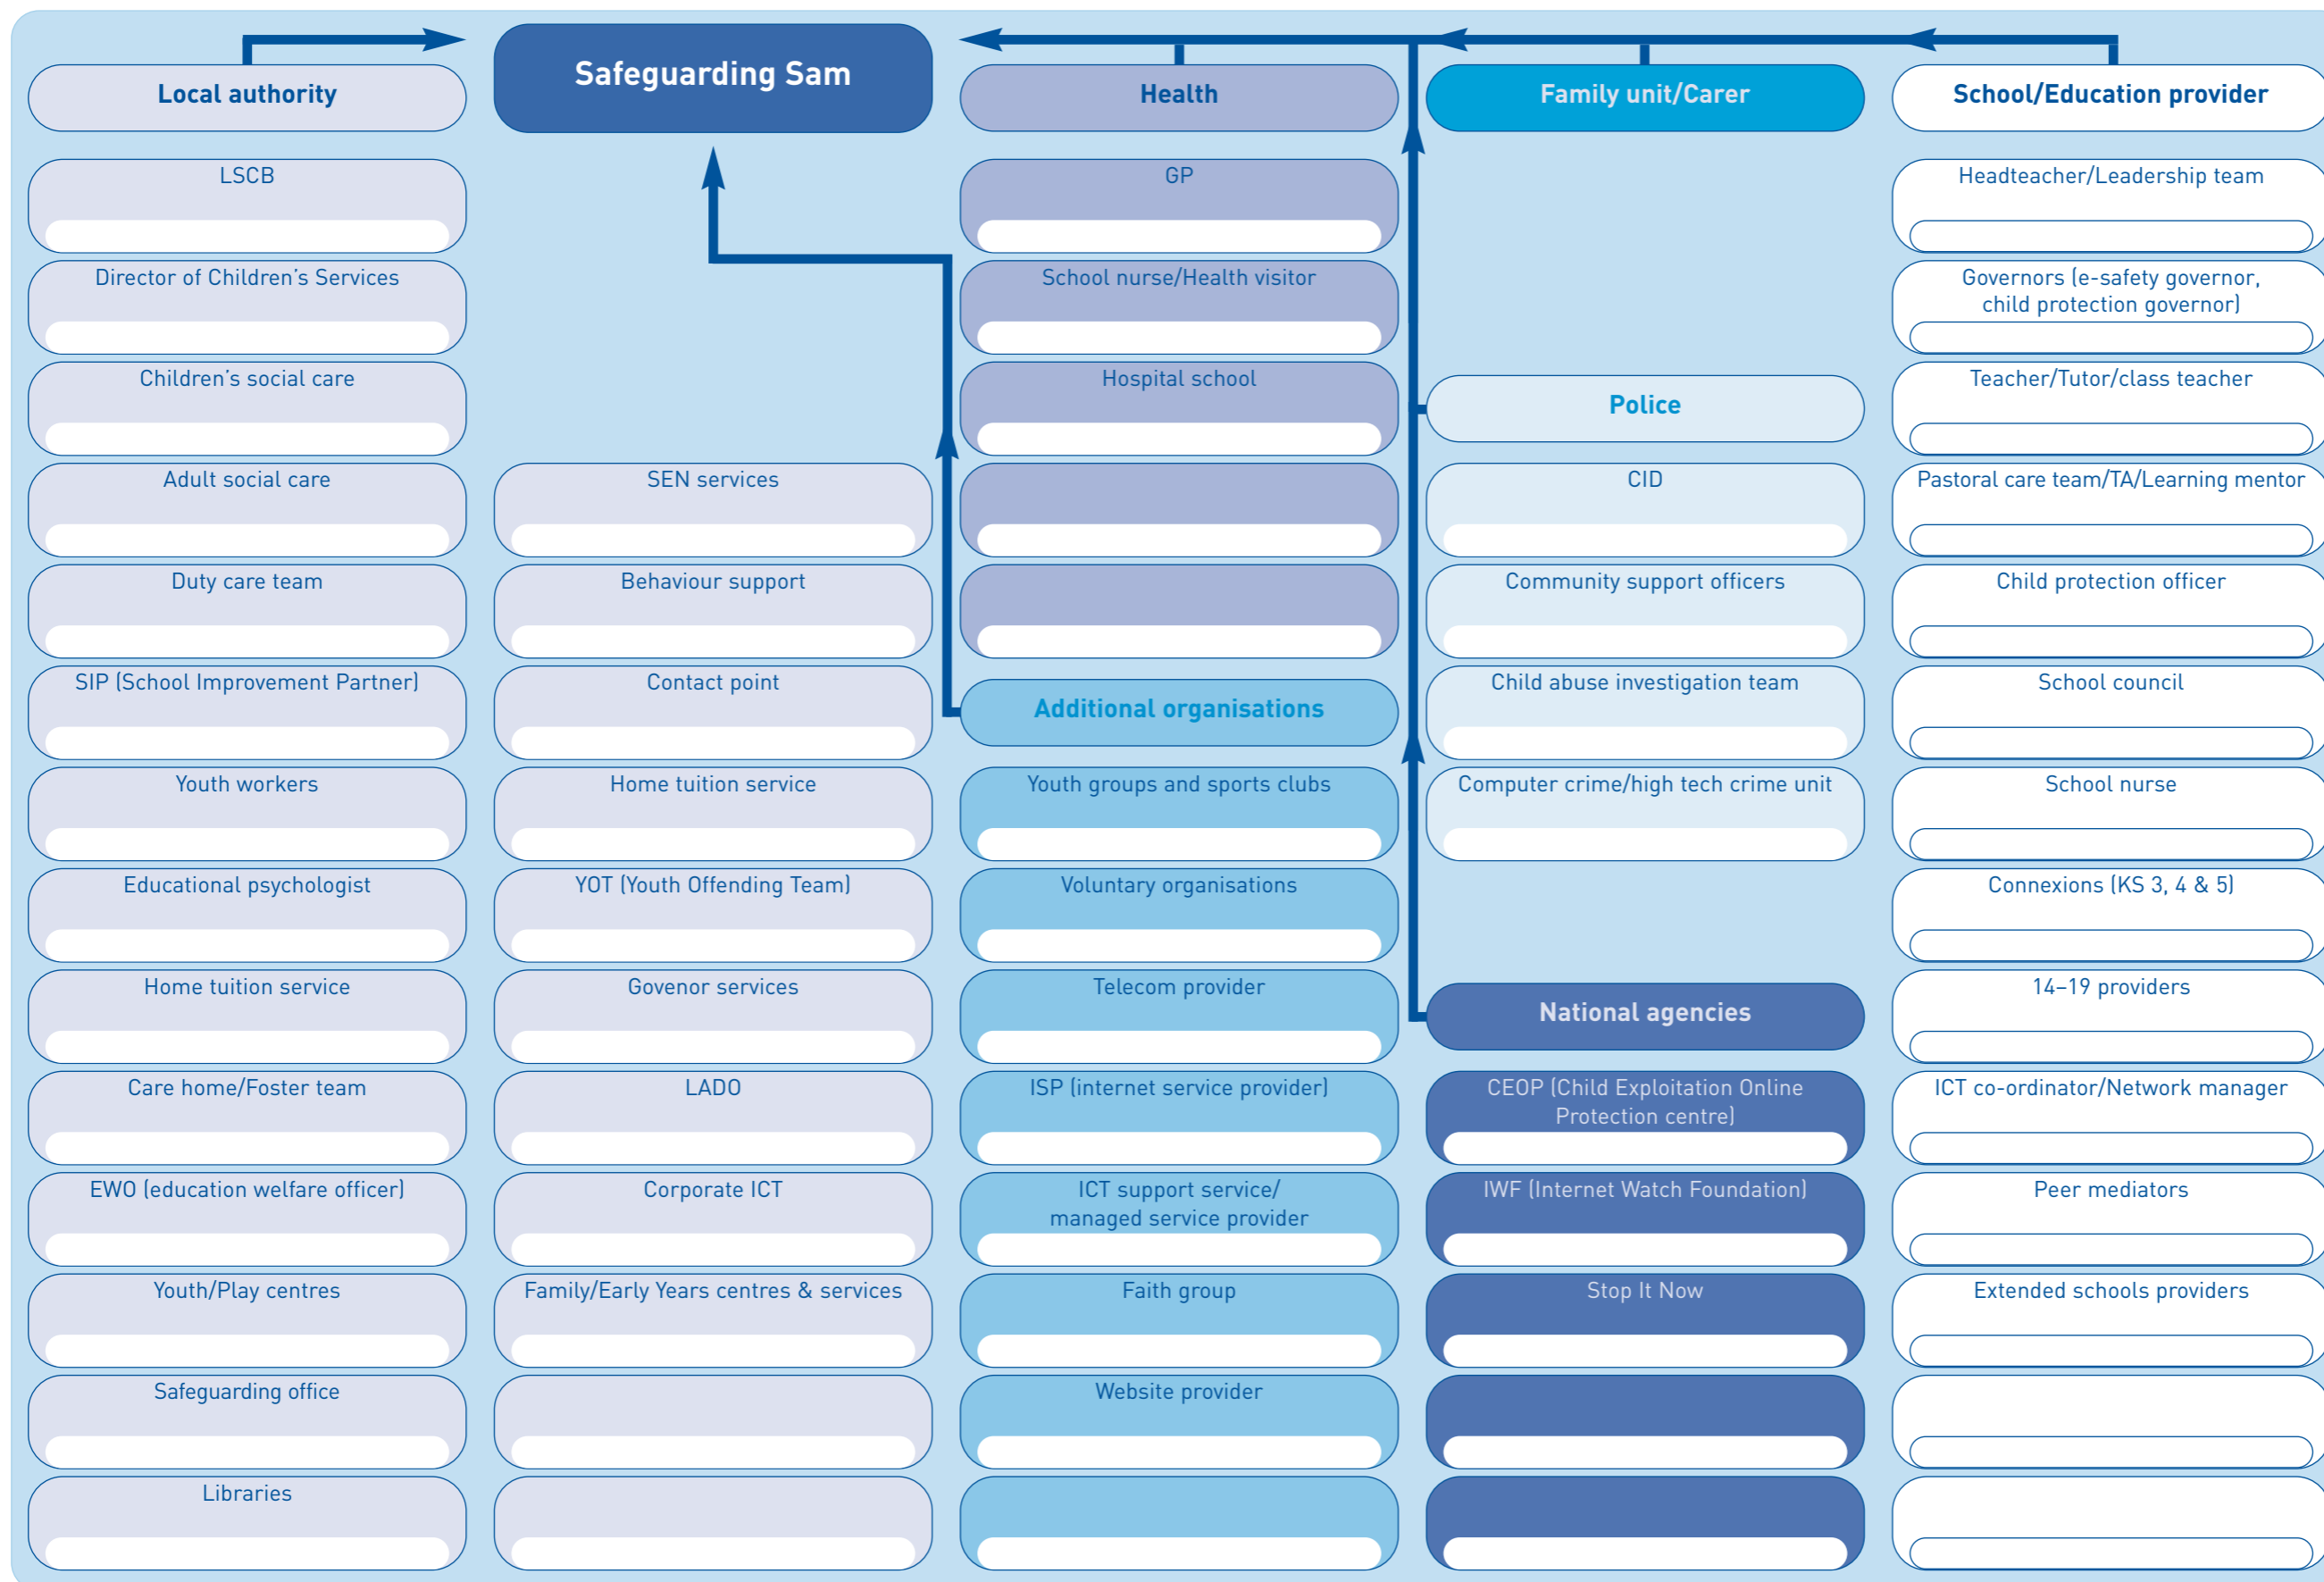 Local authority
LSCB
Director of Children’s Services
Children’s social care
Adult social care
Duty care team
SIP (School Improvement Partner)
Youth workers
Educational psychologist
Home tuition service
Care home/Foster team
EWO (education welfare officer)
Youth/Play centres
Safeguarding office
Libraries
Safeguarding Sam
SEN services
Behaviour support
Contact point
Home tuition service
YOT (Youth Offending Team)
Govenor services
LADO
Corporate ICT
Family/Early Years centres & services
Health
GP
School nurse/Health visitor
Hospital school
Additional organisations
Youth groups and sports clubs
Voluntary organisations
Telecom provider
ISP (internet service provider)
ICT support service/
managed service provider
Faith group
Website provider
Family unit/Carer
Police
CID
Community support officers
Child abuse investigation team
Computer crime/high tech crime unit
National agencies
CEOP (Child Exploitation Online
Protection centre)
IWF (Internet Watch Foundation)
Stop It Now
School/Education provider
Headteacher/Leadership team
Governors (e-safety governor,
child protection governor)
Teacher/Tutor/class teacher
Pastoral care team/TA/Learning mentor
Child protection officer
School council
School nurse
Connexions (KS 3, 4 & 5)
14–19 providers
ICT co-ordinator/Network manager
Peer mediators
Extended schools providers